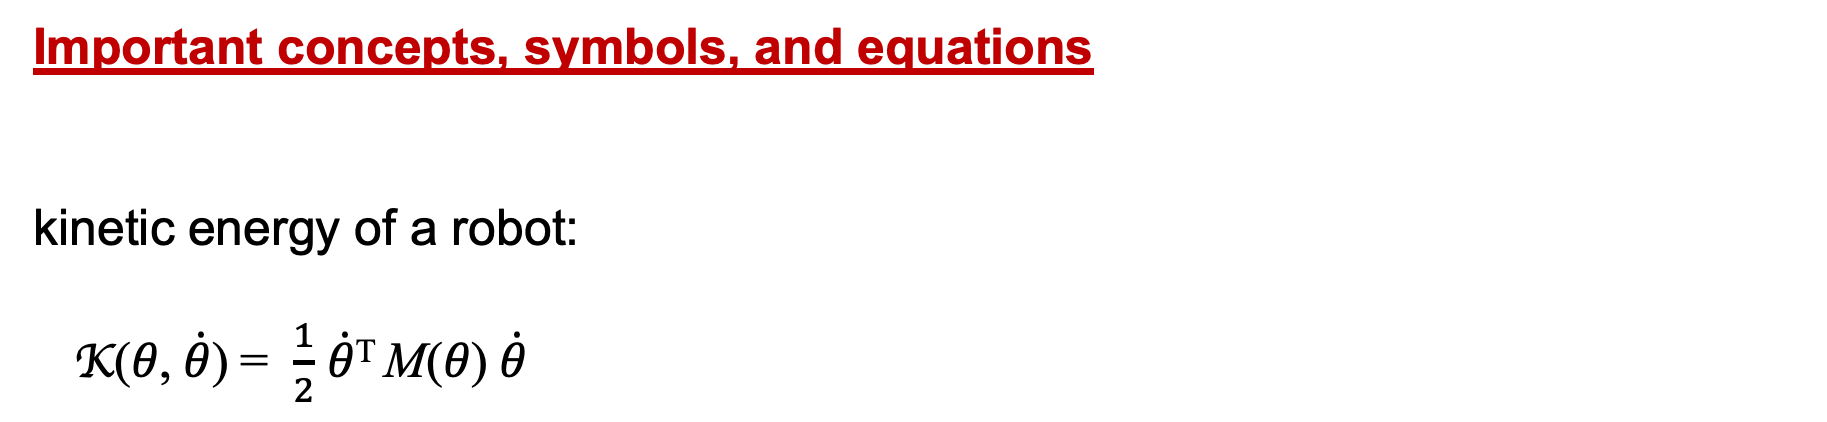 Important concepts, symbols, and equations
kinetic energy of a robot:
𝒦(θ, θ̇) = 1/2 θ̇ᵀ M(θ) θ̇